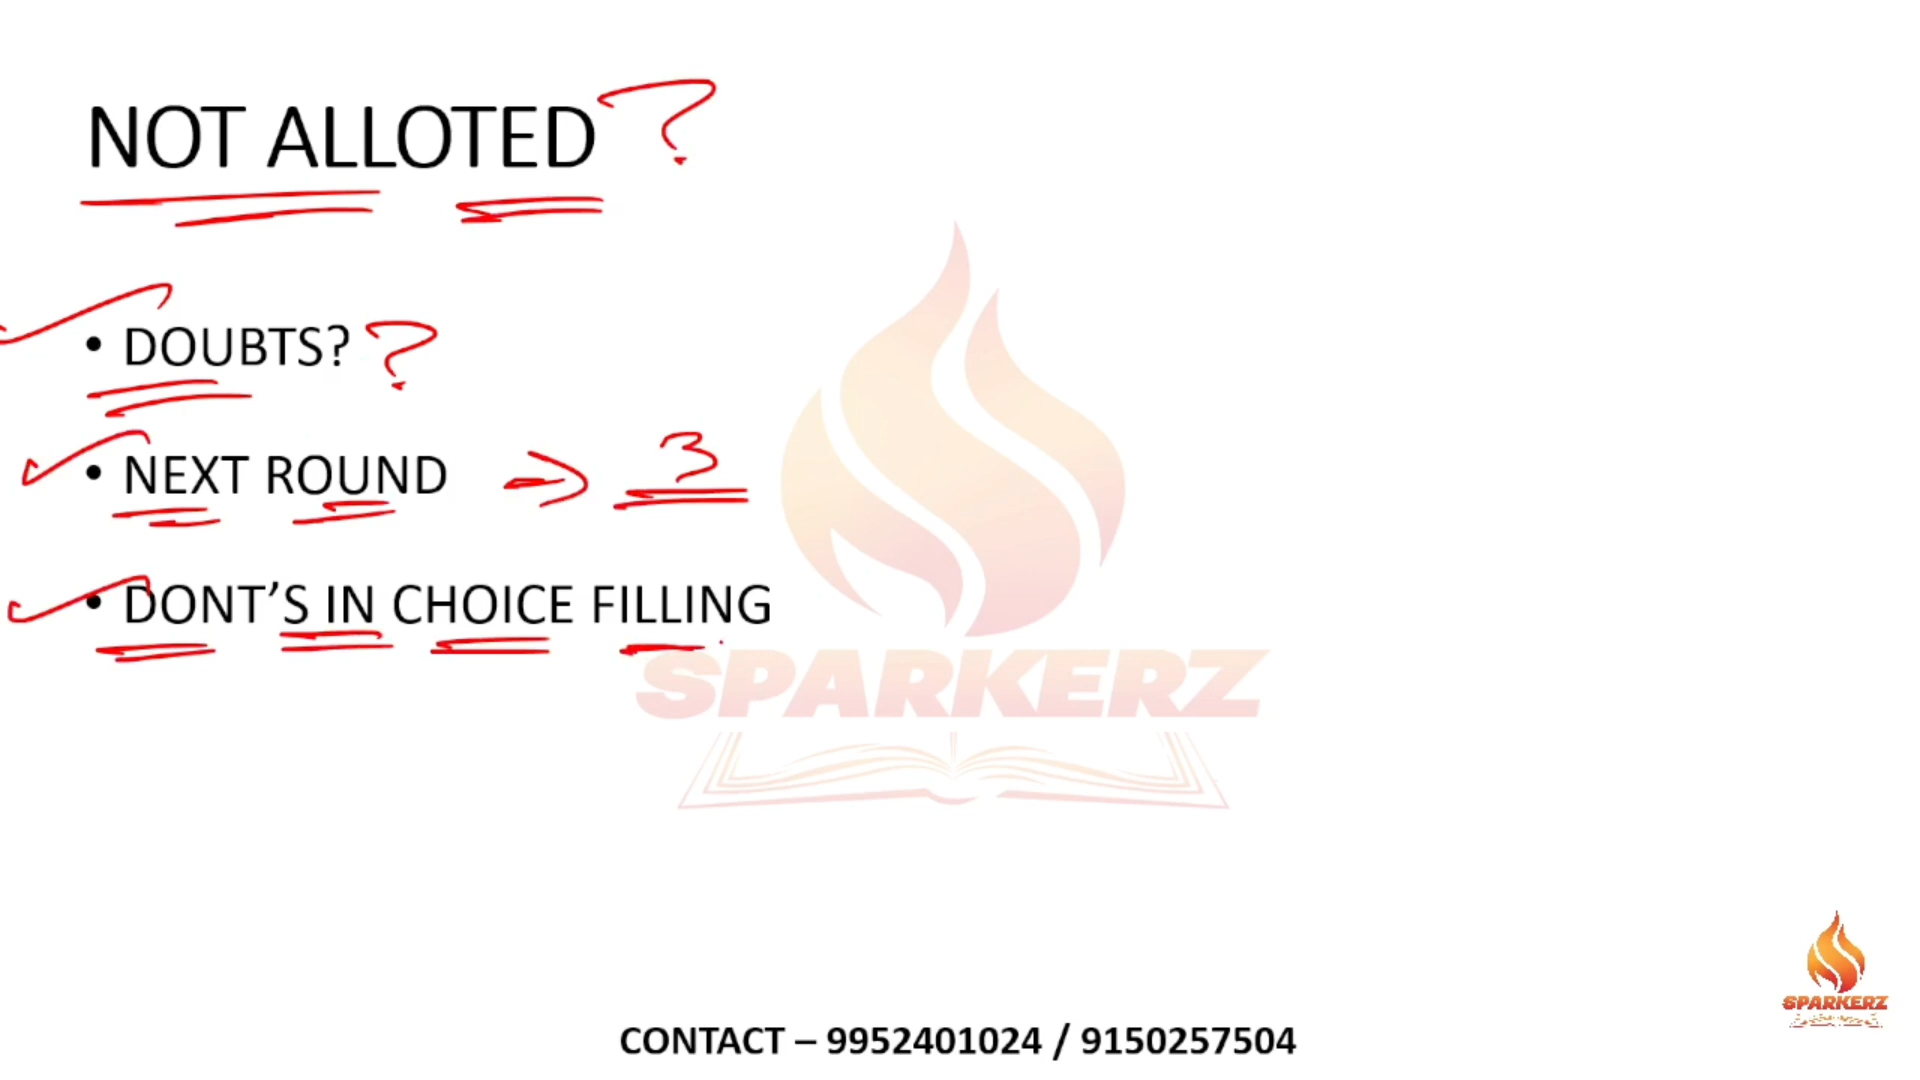 NOT ALLOTED ?
• DOUBTS? ?
• NEXT ROUND → 3
• DONT’S IN CHOICE FILLING
SPARKERZ
SPARKERZ
CONTACT – 9952401024 / 9150257504